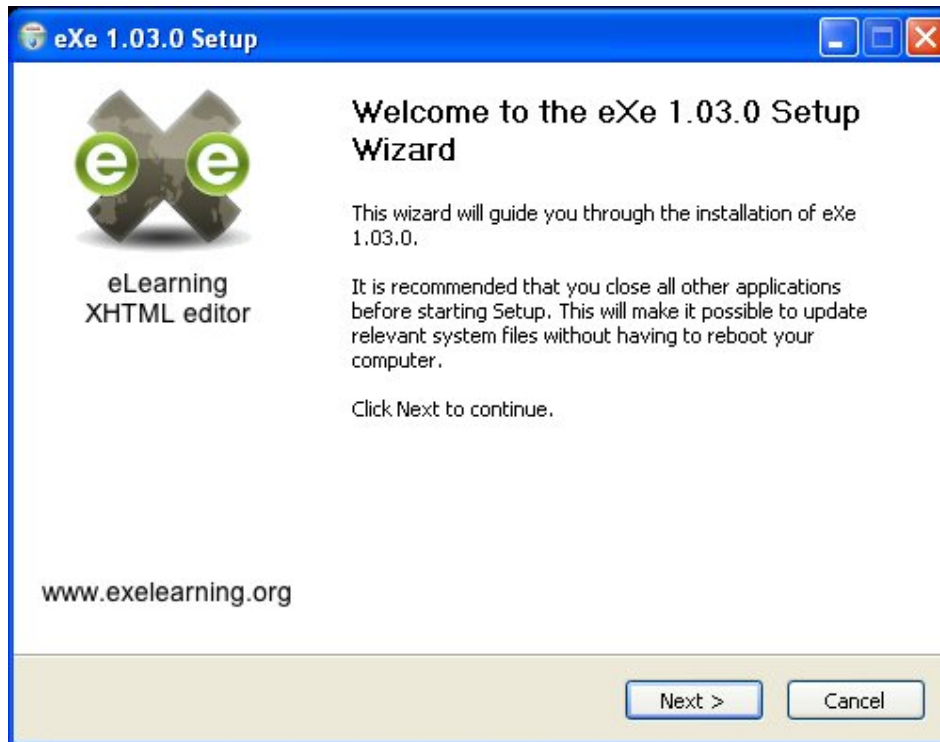 eXe 1.03.0 Setup
e e
eLearning
XHTML editor
www.exelearning.org
Welcome to the eXe 1.03.0 Setup
Wizard
This wizard will guide you through the installation of eXe
1.03.0.
It is recommended that you close all other applications
before starting Setup. This will make it possible to update
relevant system files without having to reboot your
computer.
Click Next to continue.
Next >
Cancel